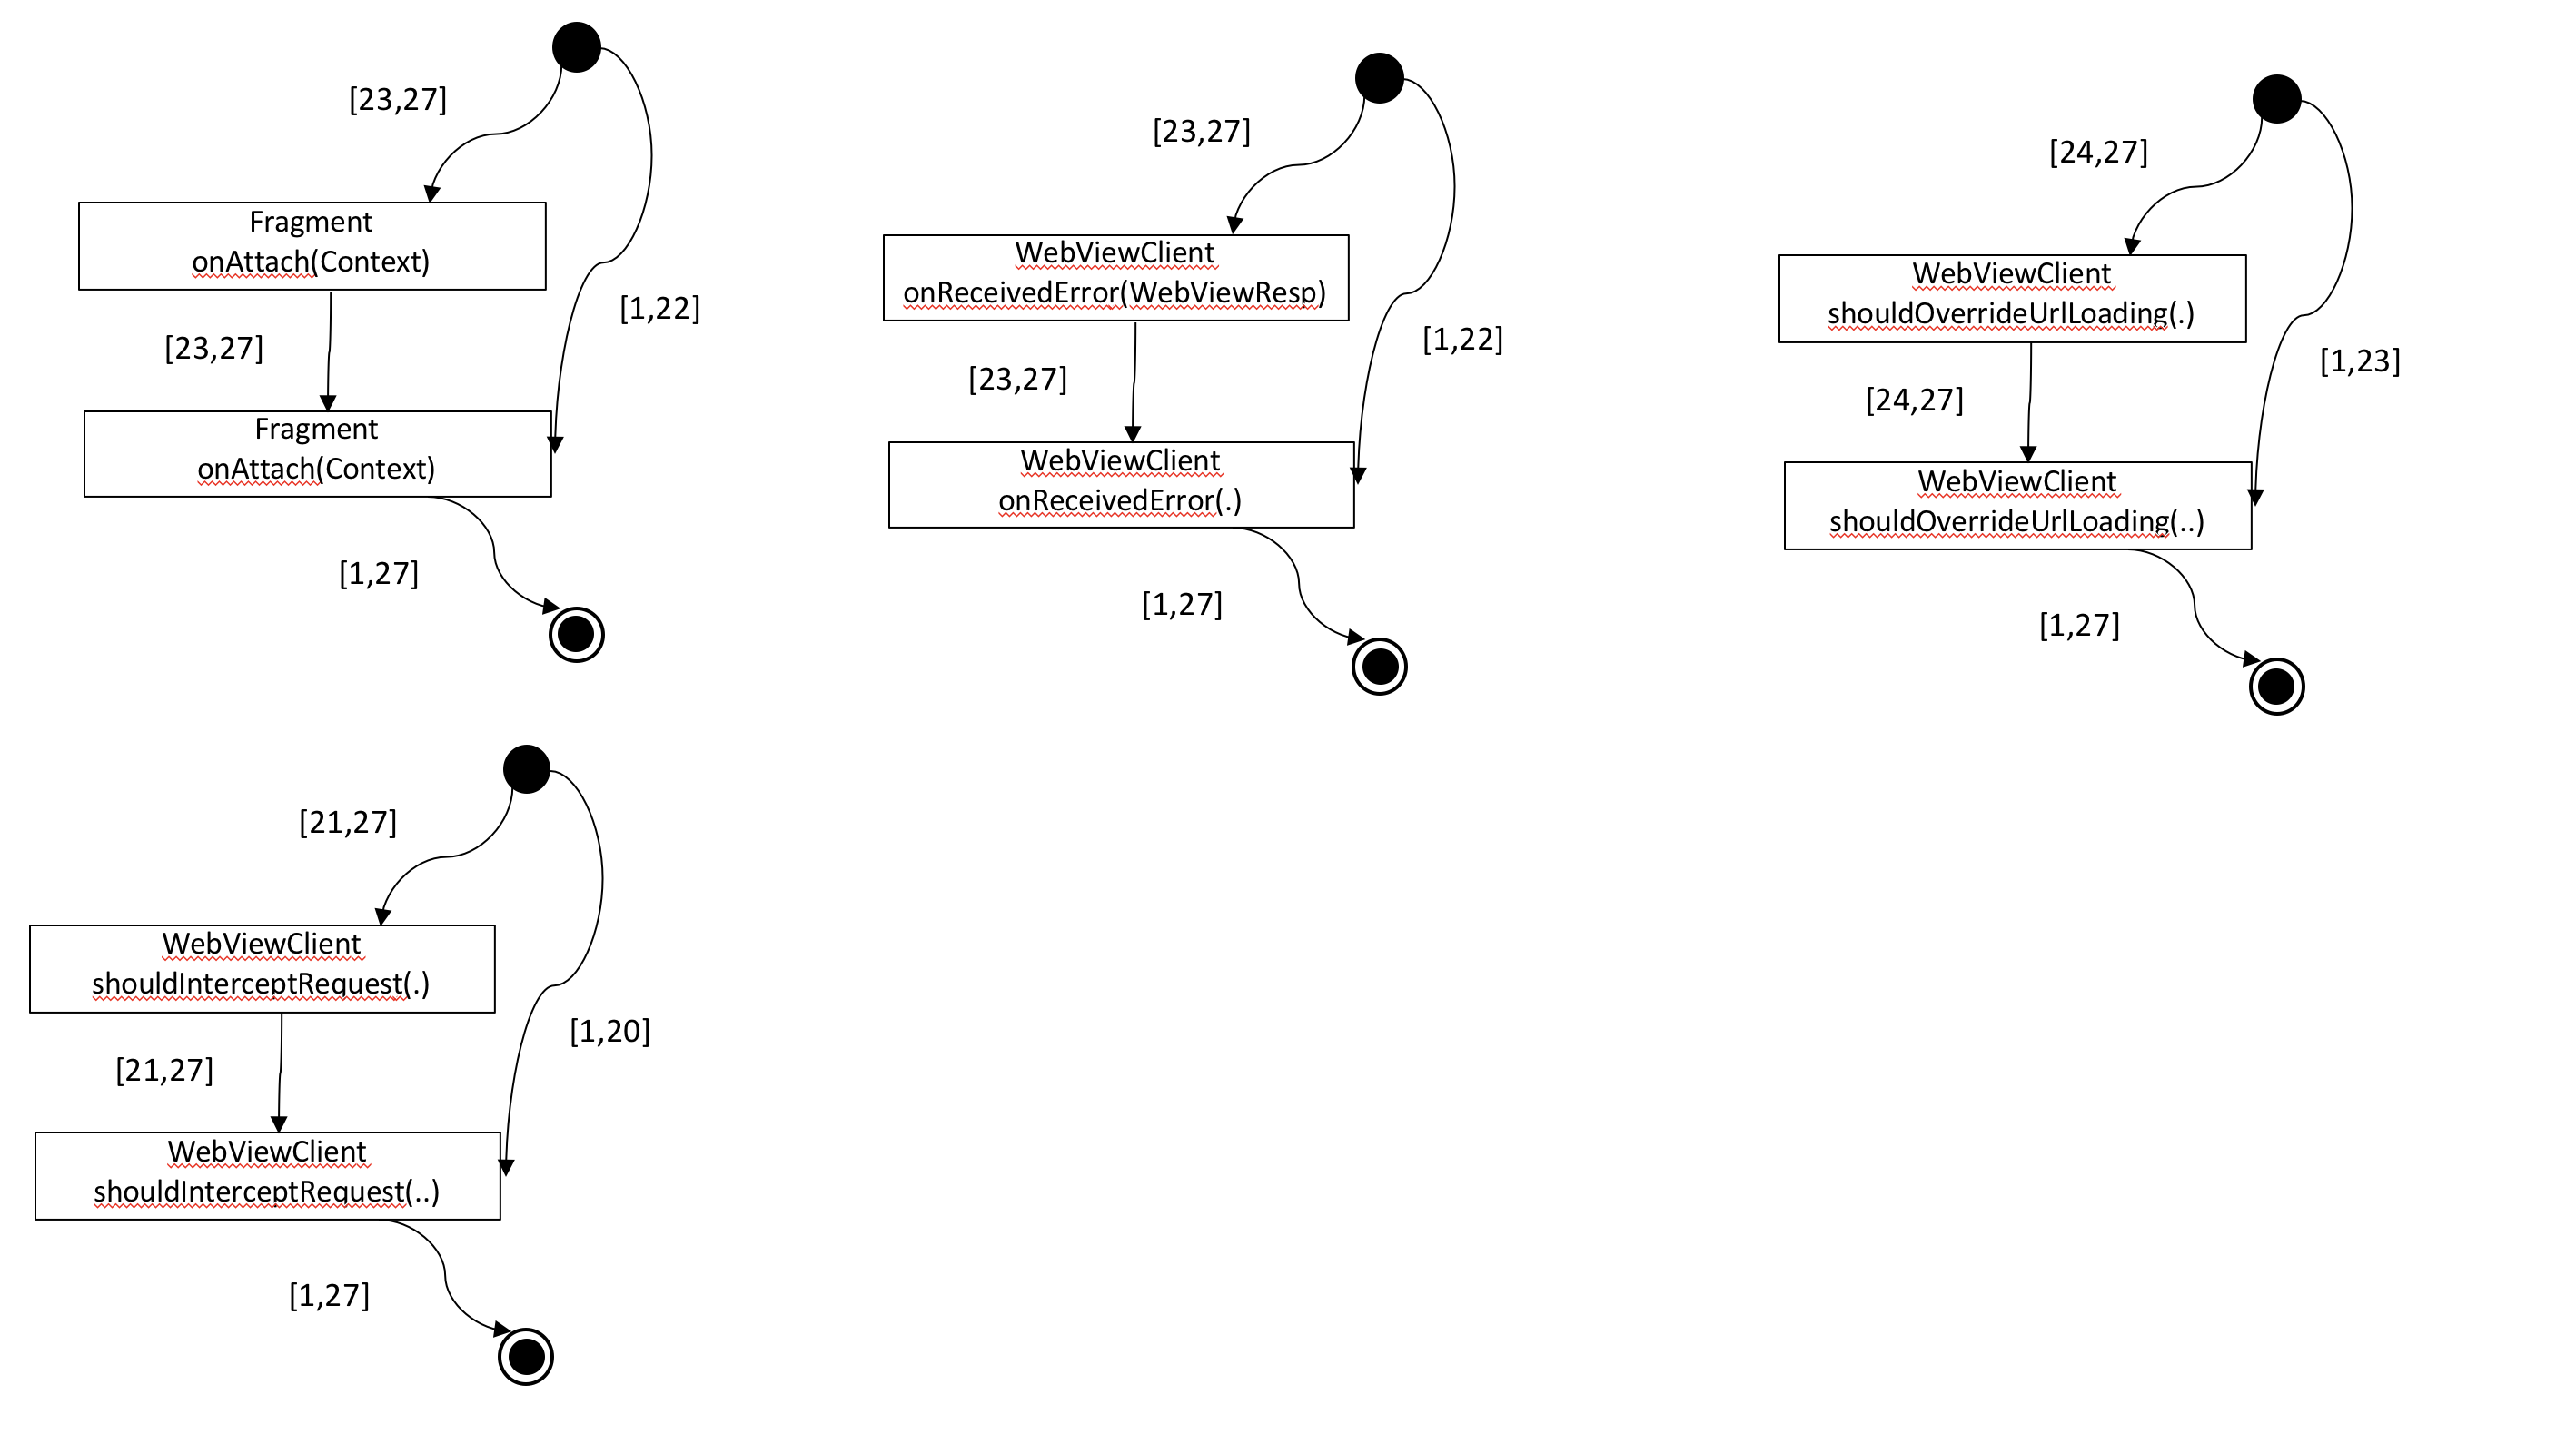 [23,27]
Fragment
onAttach(Context)
[1,22]
[23,27]
Fragment
onAttach(Context)
[1,27]
[23,27]
WebViewClient
onReceivedError(WebViewResp)
[1,22]
[23,27]
WebViewClient
onReceivedError(.)
[1,27]
[24,27]
WebViewClient
shouldOverrideUrlLoading(.)
[1,23]
[24,27]
WebViewClient
shouldOverrideUrlLoading(..)
[1,27]
[21,27]
WebViewClient
shouldInterceptRequest(.)
[1,20]
[21,27]
WebViewClient
shouldInterceptRequest(..)
[1,27]